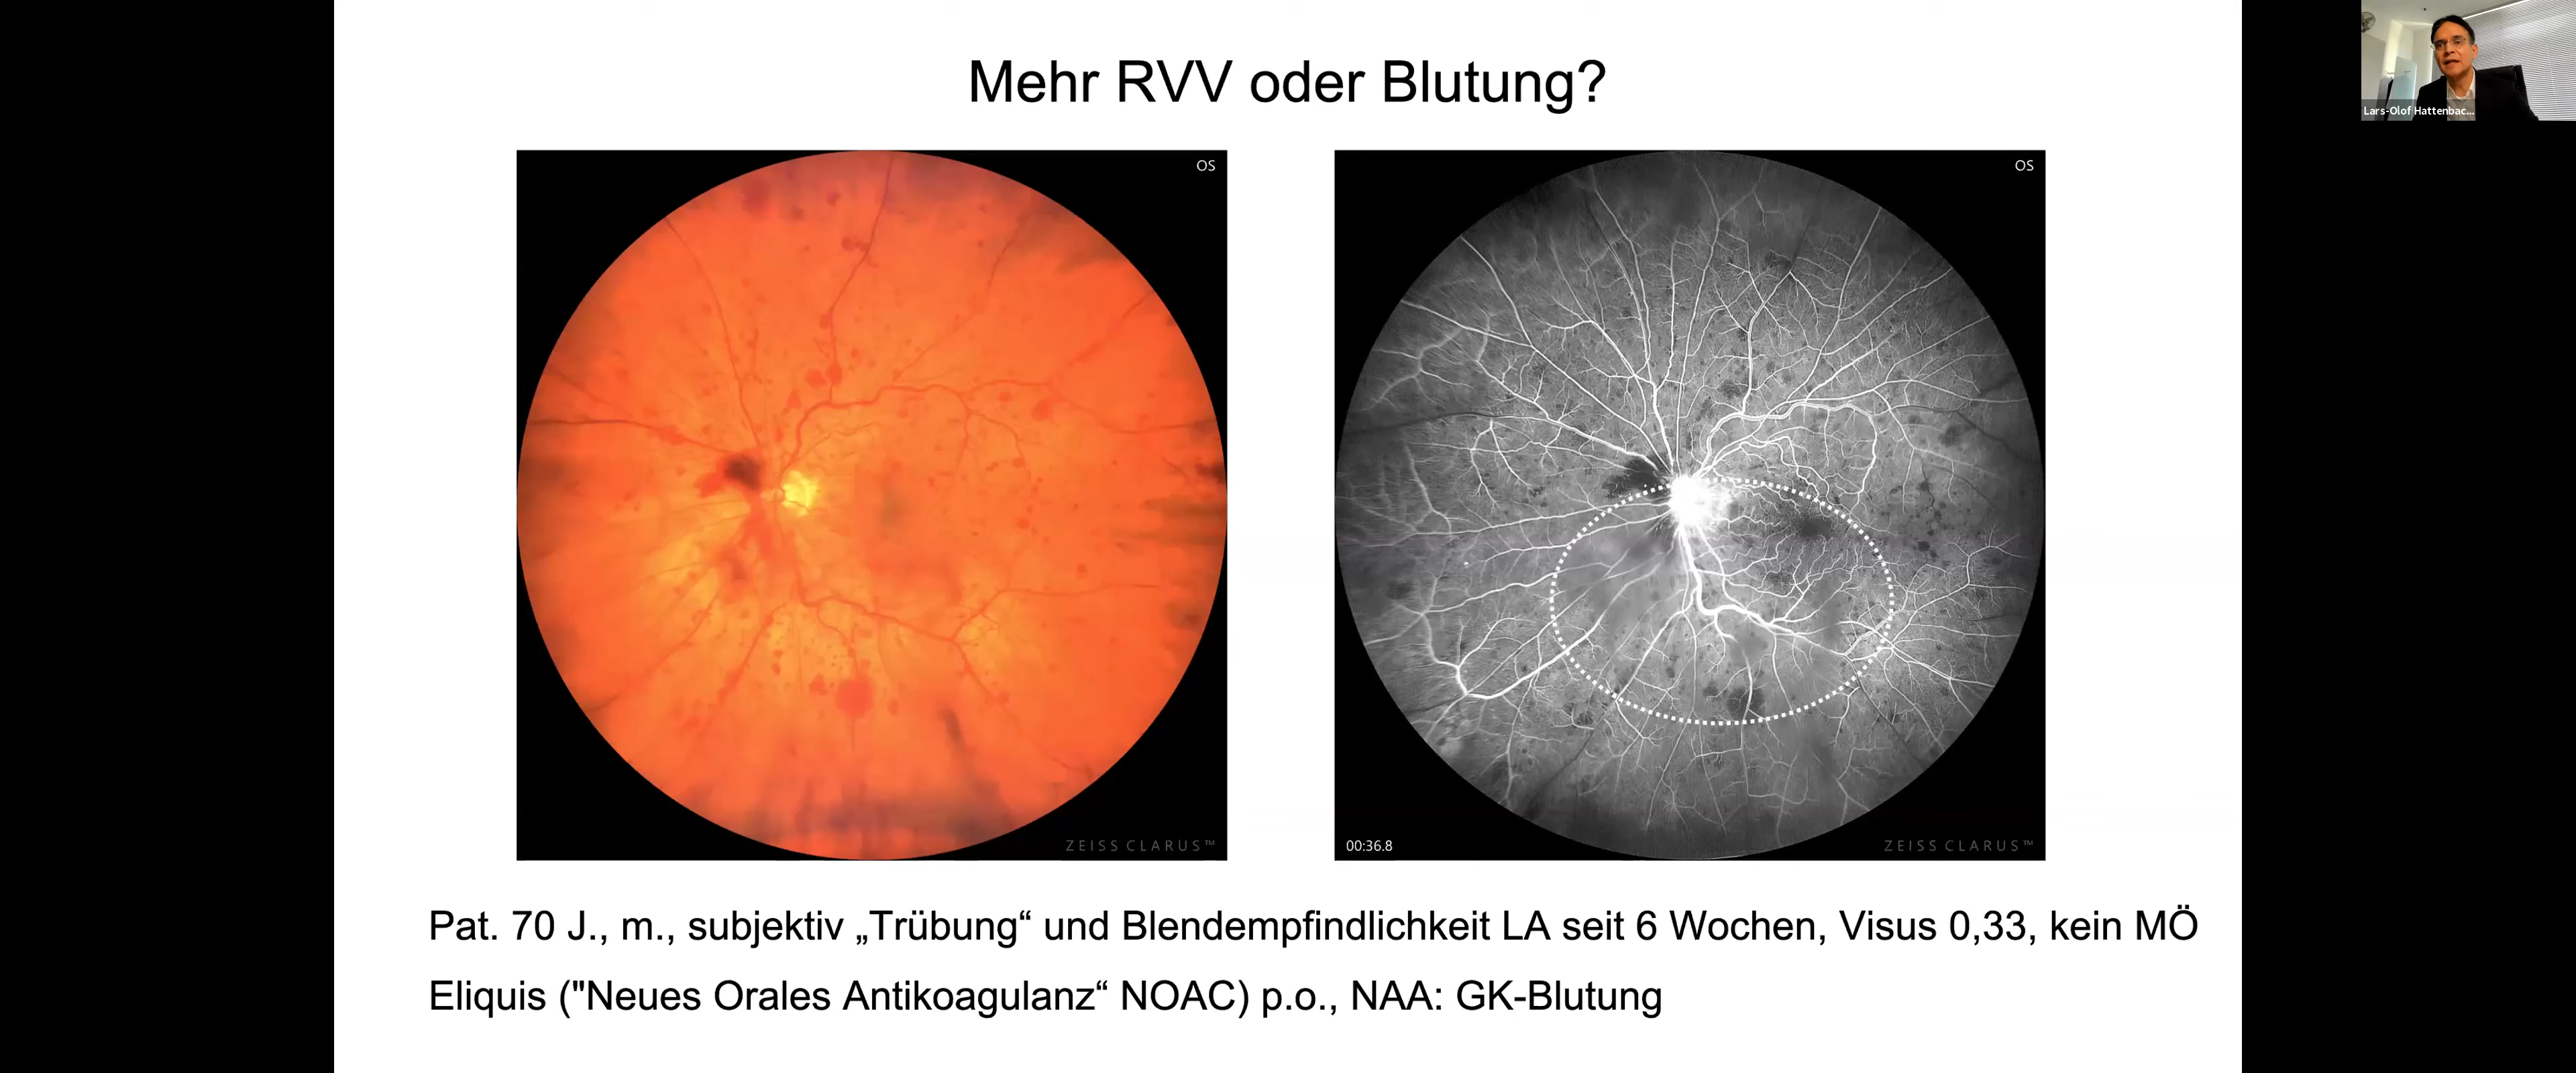 Mehr RVV oder Blutung?
Lars-Olof Hattenbac...
OS
OS
ZEISS CLARUS™
00:36.8
ZEISS CLARUS™
Pat. 70 J., m., subjektiv „Trübung“ und Blendempfindlichkeit LA seit 6 Wochen, Visus 0,33, kein MÖ
Eliquis ("Neues Orales Antikoagulanz“ NOAC) p.o., NAA: GK-Blutung